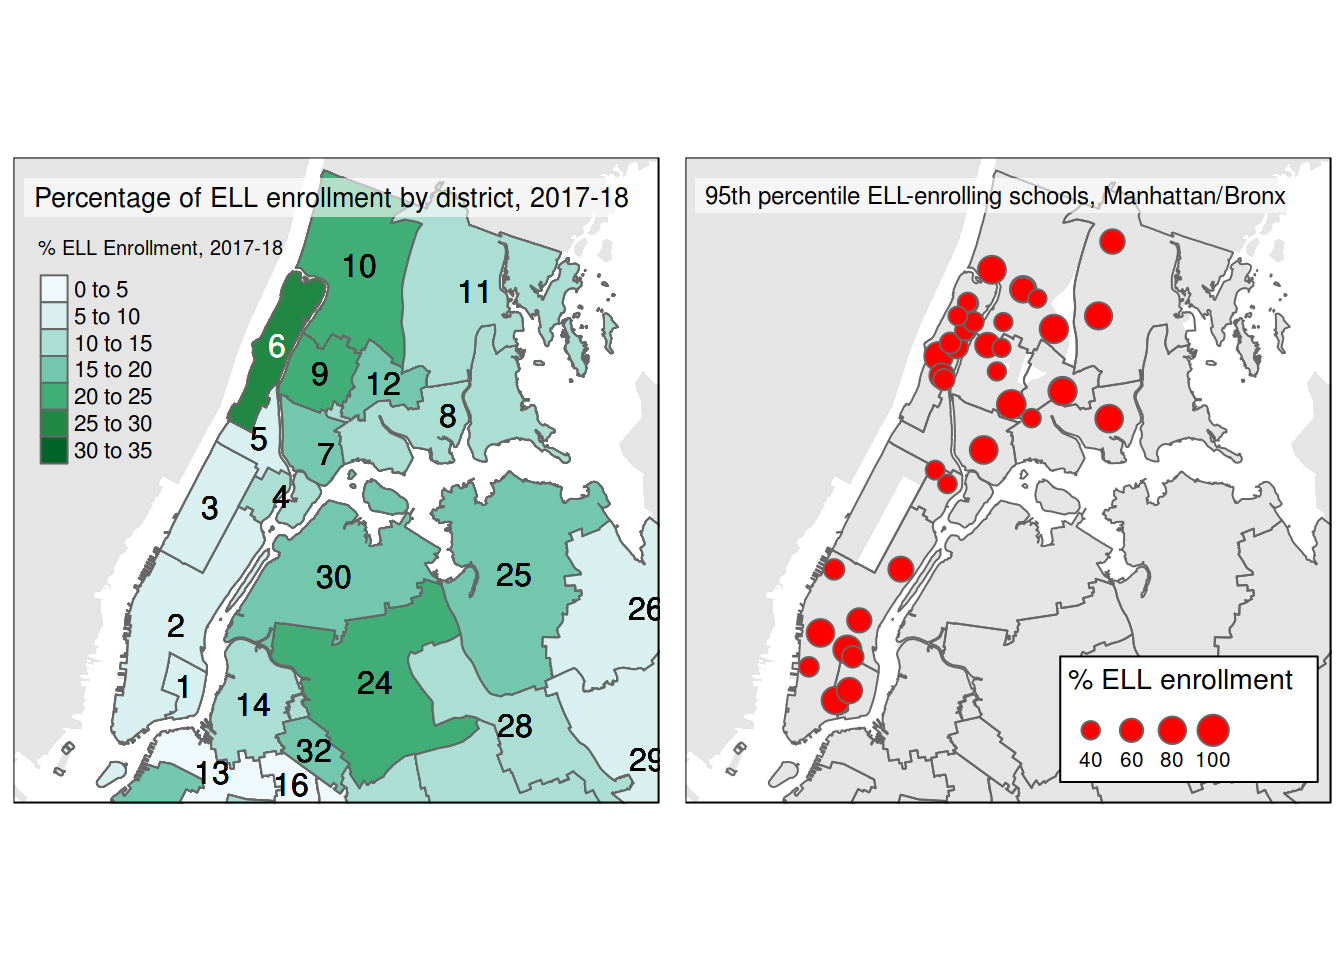 Percentage of ELL enrollment by district, 2017-18
% ELL Enrollment, 2017-18
0 to 5
5 to 10
10 to 15
15 to 20
20 to 25
25 to 30
30 to 35
10
11
6
9
12
8
5
7
4
3
30
25
26
2
1
24
14
28
32
29
13
16
95th percentile ELL-enrolling schools, Manhattan/Bronx
% ELL enrollment
40 60 80 100